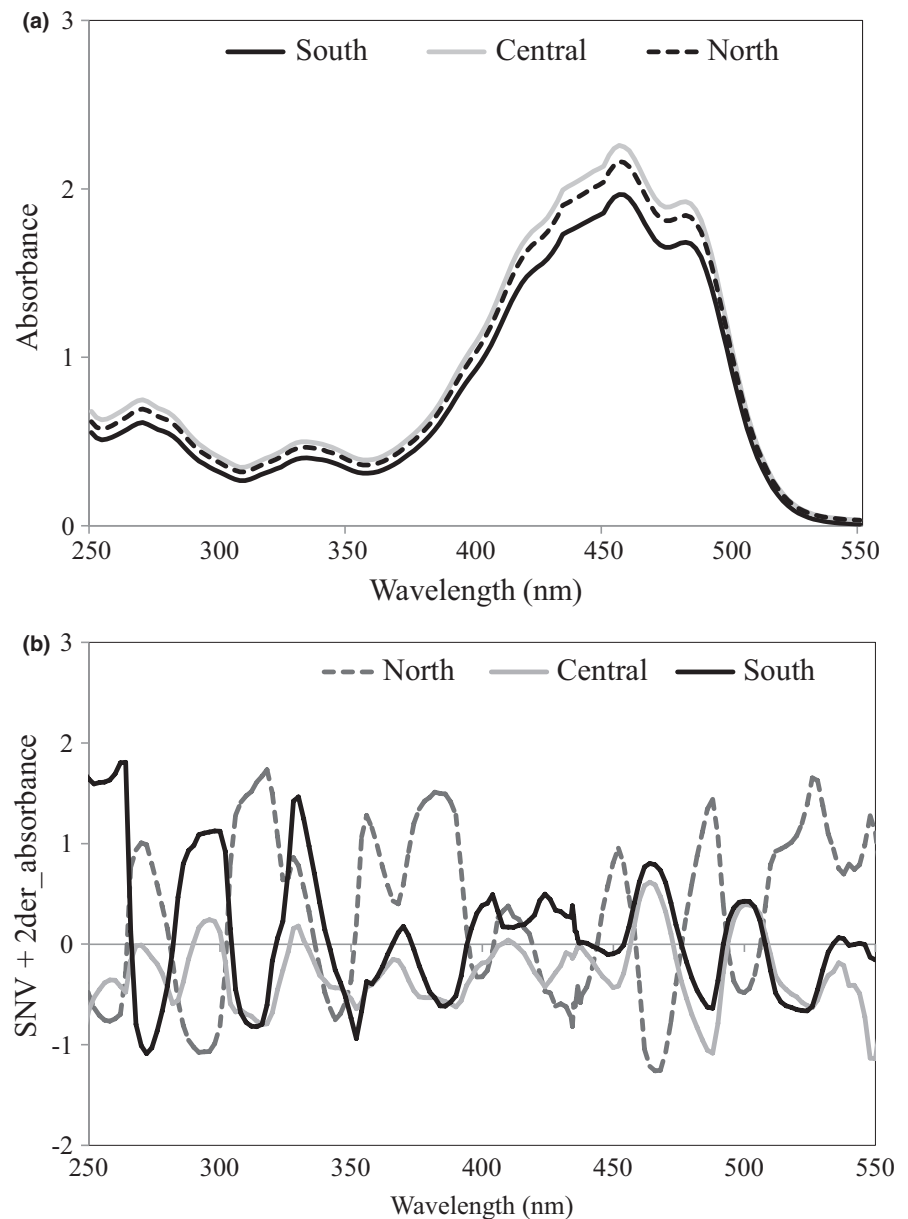 (a)
3
South Central North
2
Absorbance
1
0
250 300 350 400 450 500 550
Wavelength (nm)
(b)
3
North Central South
2
SNV + 2der_absorbance
1
0
-1
-2
250 300 350 400 450 500 550
Wavelength (nm)